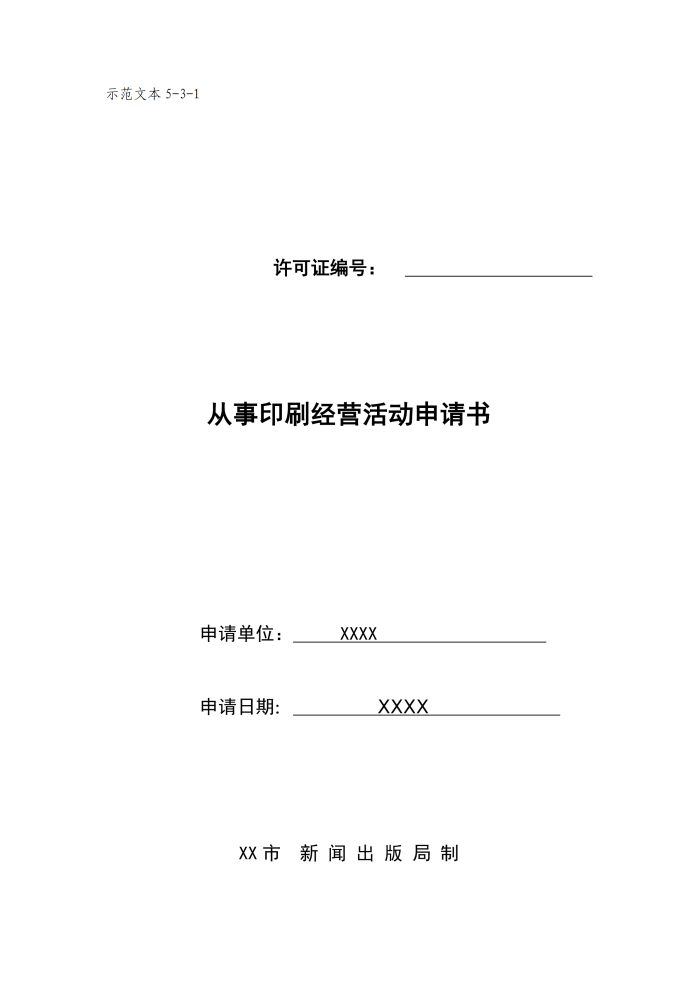 示范文本 5-3-1
许可证编号：
从事印刷经营活动申请书
申请单位：XXXX
申请日期：XXXX
XX市 新 闻 出 版 局 制